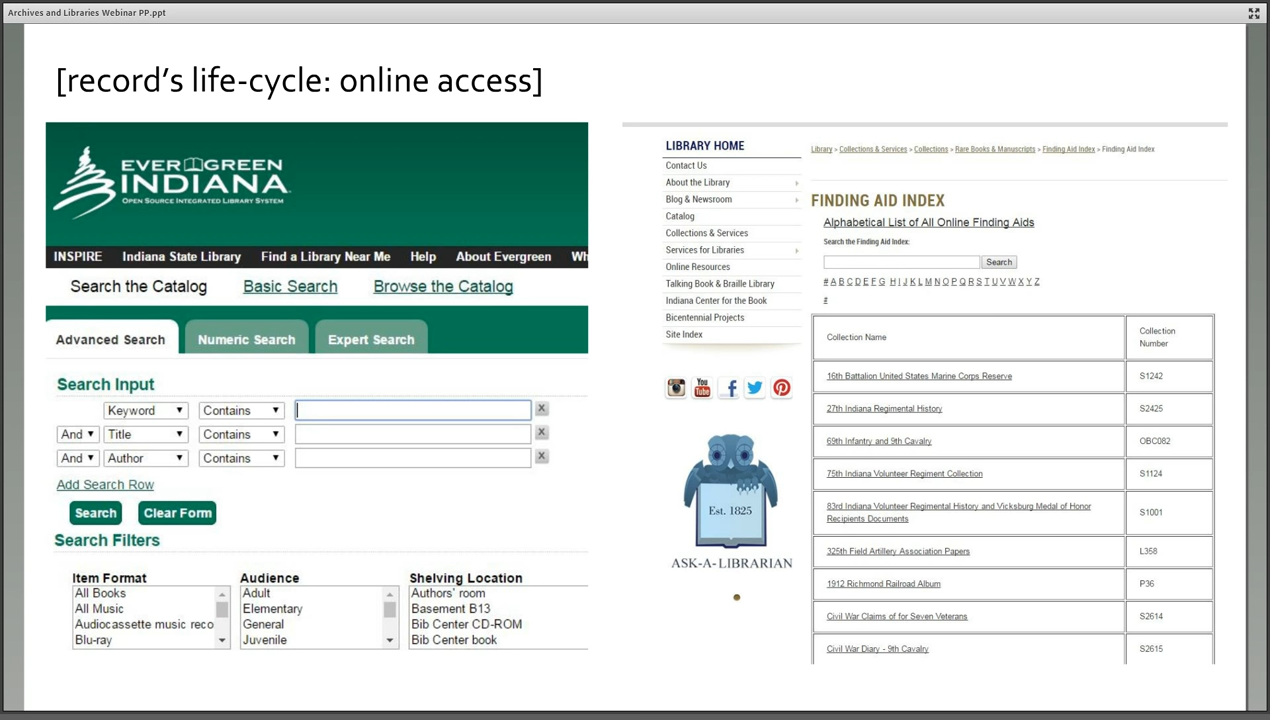 Archives and Libraries Webinar PP.ppt
[record's life-cycle: online access]
EVERGREEN
INDIANA
OPEN SOURCE INTEGRATED LIBRARY SYSTEM
INSPIRE Indiana State Library Find a Library Near Me Help About Evergreen Wh
Search the Catalog Basic Search Browse the Catalog
Advanced Search Numeric Search Expert Search
Search Input
Keyword Contains X
And Title Contains X
And Author Contains X
Add Search Row
Search Clear Form
Search Filters
Item Format Audience Shelving Location
All Books Adult Authors' room
All Music Elementary Basement B13
Audiocassette music reco General Bib Center CD-ROM
Blu-ray Juvenile Bib Center book
LIBRARY HOME
Contact Us
About the Library
Blog & Newsroom
Catalog
Collections & Services
Services for Libraries
Online Resources
Talking Book & Braille Library
Indiana Center for the Book
Bicentennial Projects
Site Index
You Tube
Est. 1825
ASK-A-LIBRARIAN
Library » Collections & Services > Collections > Rare Books & Manuscripts > Finding Aid Index » Finding Aid Index
FINDING AID INDEX
Alphabetical List of All Online Finding Aids
Search the Finding Aid Index:
Search
# A B C D E F G H I J K L M N O P Q R S T U V W X Y Z
#
Collection Name Collection Number
16th Battalion United States Marine Corps Reserve S1242
27th Indiana Regimental History S2425
69th Infantry and 9th Cavalry OBC082
75th Indiana Volunteer Regiment Collection S1124
83rd Indiana Volunteer Regimental History and Vicksburg Medal of Honor
Recipients Documents S1001
325th Field Artillery Association Papers L358
1912 Richmond Railroad Album P36
Civil War Claims of for Seven Veterans S2614
Civil War Diary - 9th Cavalry S2615